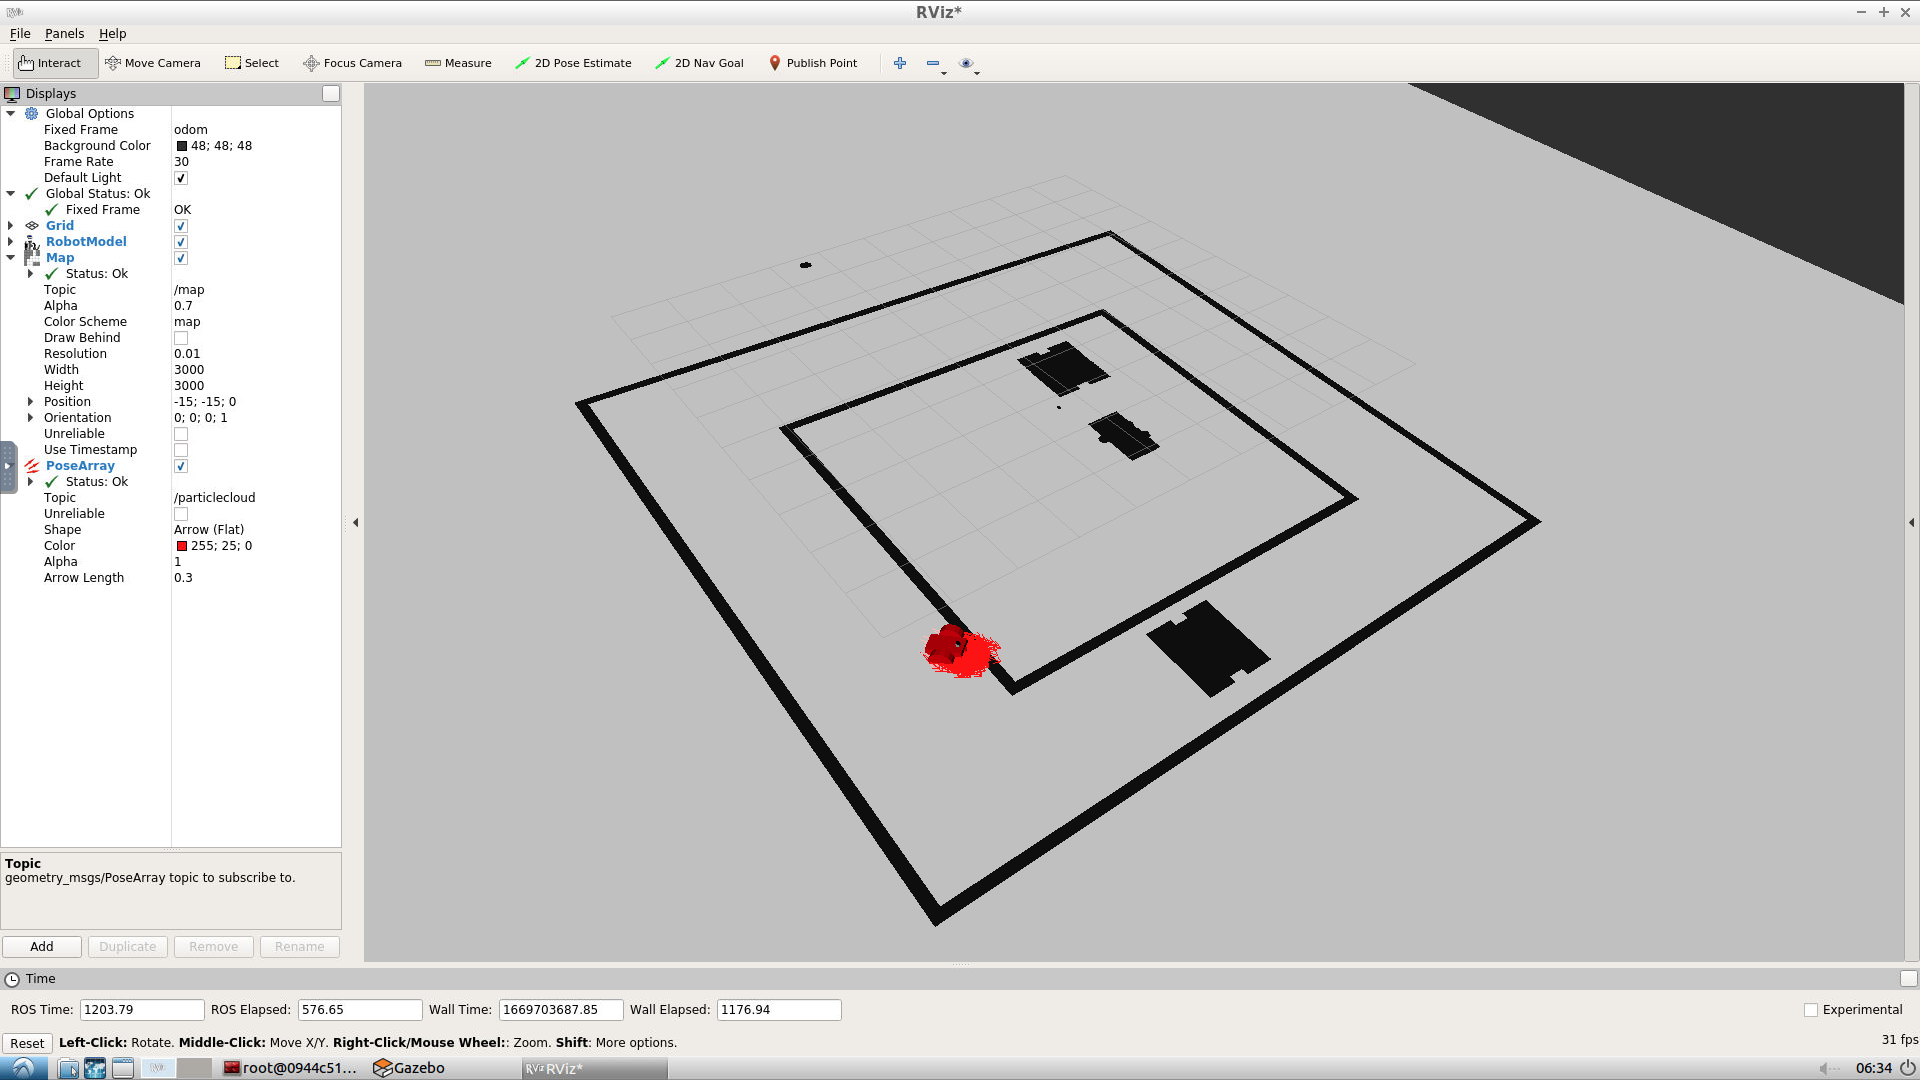 RViz*
File Panels Help
Interact Move Camera Select Focus Camera Measure 2D Pose Estimate 2D Nav Goal Publish Point
Displays
Global Options
Fixed Frame odom
Background Color 48; 48; 48
Frame Rate 30
Default Light
Global Status: Ok
Fixed Frame OK
Grid
RobotModel
Map
Status: Ok
Topic /map
Alpha 0.7
Color Scheme map
Draw Behind
Resolution 0.01
Width 3000
Height 3000
Position -15; -15; 0
Orientation 0; 0; 0; 1
Unreliable
Use Timestamp
PoseArray
Status: Ok
Topic /particlecloud
Unreliable
Shape Arrow (Flat)
Color 255; 25; 0
Alpha 1
Arrow Length 0.3
Topic
geometry_msgs/PoseArray topic to subscribe to.
Add Duplicate Remove Rename
Time
ROS Time: 1203.79 ROS Elapsed: 576.65 Wall Time: 1669703687.85 Wall Elapsed: 1176.94 Experimental
Reset Left-Click: Rotate. Middle-Click: Move X/Y. Right-Click/Mouse Wheel:: Zoom. Shift: More options. 31 fps
root@0944c51... Gazebo RViz RViz* 06:34